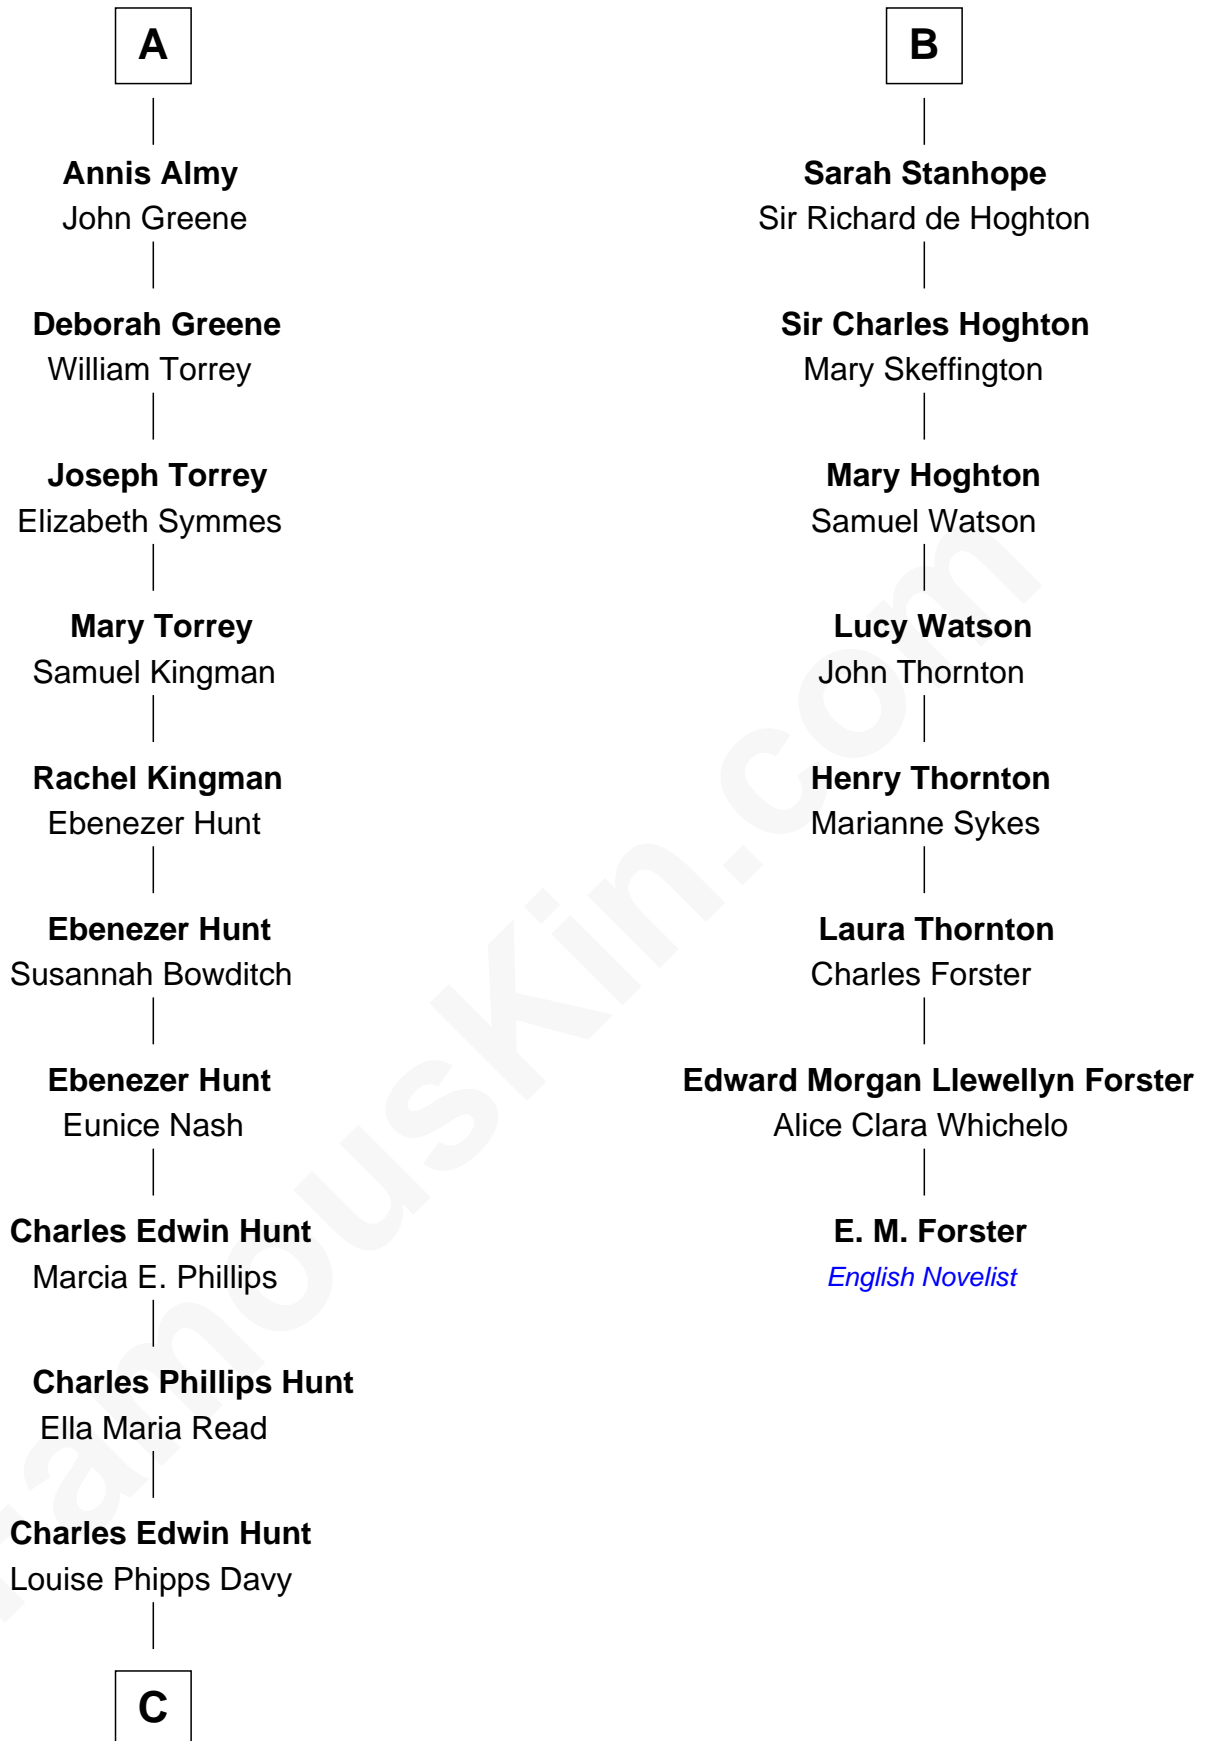 A
Annis Almy
John Greene
Deborah Greene
William Torrey
Joseph Torrey
Elizabeth Symmes
Mary Torrey
Samuel Kingman
Rachel Kingman
Ebenezer Hunt
Ebenezer Hunt
Susannah Bowditch
Ebenezer Hunt
Eunice Nash
Charles Edwin Hunt
Marcia E. Phillips
Charles Phillips Hunt
Ella Maria Read
Charles Edwin Hunt
Louise Phipps Davy
C
B
Sarah Stanhope
Sir Richard de Hoghton
Sir Charles Hoghton
Mary Skeffington
Mary Hoghton
Samuel Watson
Lucy Watson
John Thornton
Henry Thornton
Marianne Sykes
Laura Thornton
Charles Forster
Edward Morgan Llewellyn Forster
Alice Clara Whichelo
E. M. Forster
English Novelist
FamousKin.com